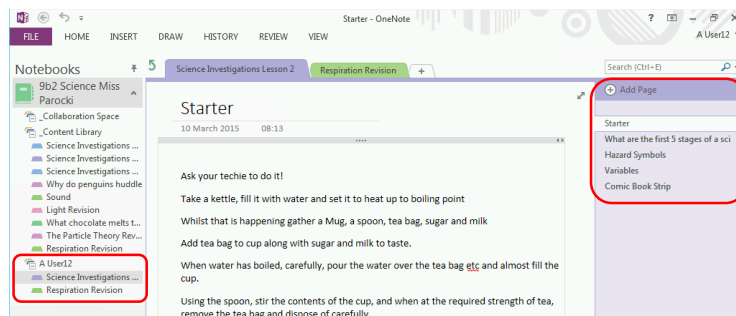 Starter - OneNote
?
FILE HOME INSERT DRAW HISTORY REVIEW VIEW
A User12
Notebooks
Science Investigations Lesson 2
Respiration Revision
+
Search (Ctrl+E)
9b2 Science Miss
Parocki
_Collaboration Space
_Content Library
Science Investigations ...
Science Investigations ...
Science Investigations ...
Why do penguins huddle
Sound
Light Revision
What chocolate melts t...
The Particle Theory Rev...
Respiration Revision
A User12
Science Investigations ...
Respiration Revision
Starter
10 March 2015 08:13
Ask your techie to do it!
Take a kettle, fill it with water and set it to heat up to boiling point
Whilst that is happening gather a Mug, a spoon, tea bag, sugar and milk
Add tea bag to cup along with sugar and milk to taste.
When water has boiled, carefully, pour the water over the tea bag etc and almost fill the
cup.
Using the spoon, stir the contents of the cup, and when at the required strength of tea,
remove the tea bag and dispose of carefully.
Add Page
Starter
What are the first 5 stages of a sci
Hazard Symbols
Variables
Comic Book Strip